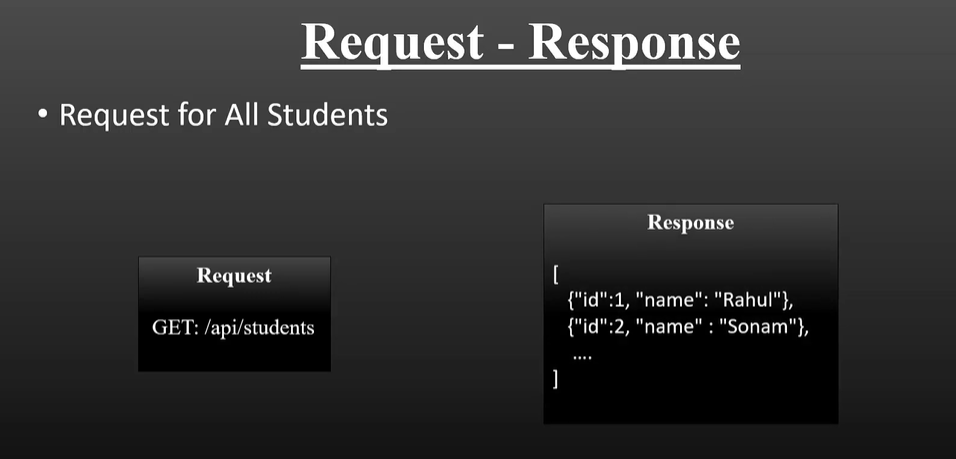 Request - Response
• Request for All Students
Request
GET: /api/students
Response
[
{"id":1, "name": "Rahul"},
{"id":2, "name" : "Sonam"},
....
]